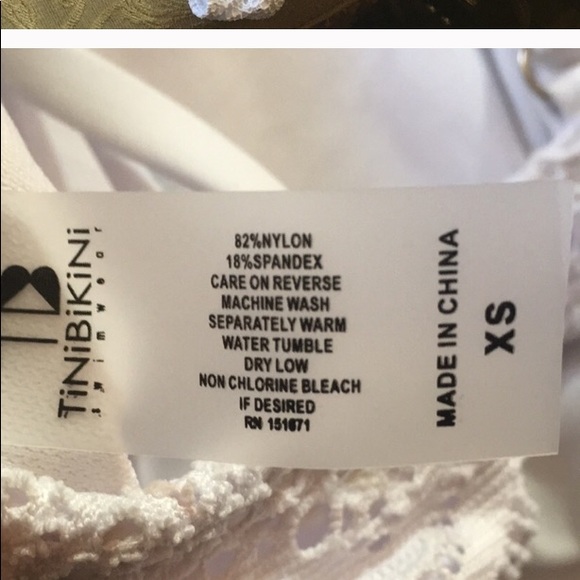 TiNiBiKiNi
swimwear
82%NYLON
18%SPANDEX
CARE ON REVERSE
MACHINE WASH
SEPARATELY WARM
WATER TUMBLE
DRY LOW
NON CHLORINE BLEACH
IF DESIRED
RN 151671
MADE IN CHINA
XS